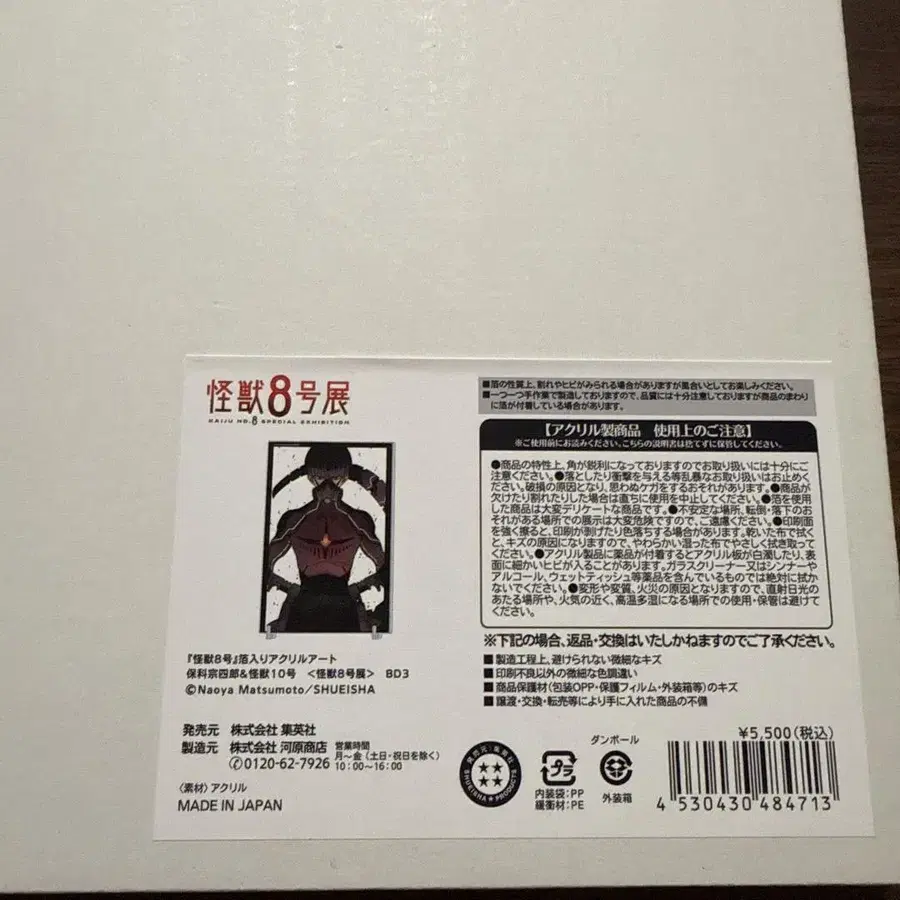 怪獣8号展
KAIJU NO.8 SPECIAL EXHIBITION
『怪獣8号』箔入りアクリルアート
保科宗四郎&怪獣10号 <怪獣8号展> BD3
©Naoya Matsumoto/SHUEISHA
発売元 株式会社 集英社
製造元 株式会社 河原商店 営業時間
月~金(土日・祝日を除く)
0120-62-7926 10:00~16:00
<素材> アクリル
MADE IN JAPAN
■箔の性質上、割れやヒビがみられる場合がありますが風合いとしてお楽しみください。
■一つ一つ手作業で製造しておりますので、品質には十分注意しておりますが商品のまわり
に箔が付着している場合があります。
【アクリル製商品 使用上のご注意】
※ご使用前にお読みください。こちらの説明書は捨てずに保管してください。
●商品の特性上、角が鋭利になっておりますのでお取り扱いには十分にご
注意ください。●落としたり衝撃を与える等乱暴なお取り扱いはお止めく
ださい。破損の原因となり、思わぬケガをするおそれがあります。●商品が
欠けたり割れたりした場合は直ちに使用を中止してください。●箔を使用
した商品は大変デリケートな商品です。●不安定な場所、転倒・落下のお
それがある場所での展示は大変危険ですので、ご遠慮ください。●印刷面
を強く擦ると、印刷が剥げたり色落ちする場合があります。乾いた布で拭く
と、キズの原因になりますので、やわらかい湿った布でやさしく拭き取って
ください。●アクリル製品に薬品が付着するとアクリル板が白濁したり、表
面に細かいヒビが入ることがあります。ガラスクリーナー又はシンナーや
アルコール、ウェットティッシュ等薬品を含んでいるものでは絶対に拭か
ないでください。●変形や変質、火災の原因となりますので、直射日光の
あたる場所や、火気の近く、高温多湿になる場所での使用・保管は避けて
ください。
※下記の場合、返品・交換はいたしかねますのでご了承ください。
■製造工程上、避けられない微細なキズ
■印刷不良以外の微細な色調違い
■商品保護材(包装OPP・保護フィルム・外装箱等)のキズ
■譲渡・交換・転売等により手に入れた商品の不備
発売元 集英社
SHUEISHA PRODUCTS
プラ
内装袋:PP
緩衝材:PE
ダンボール
外装箱
¥5,500(税込)
4 530430 484713